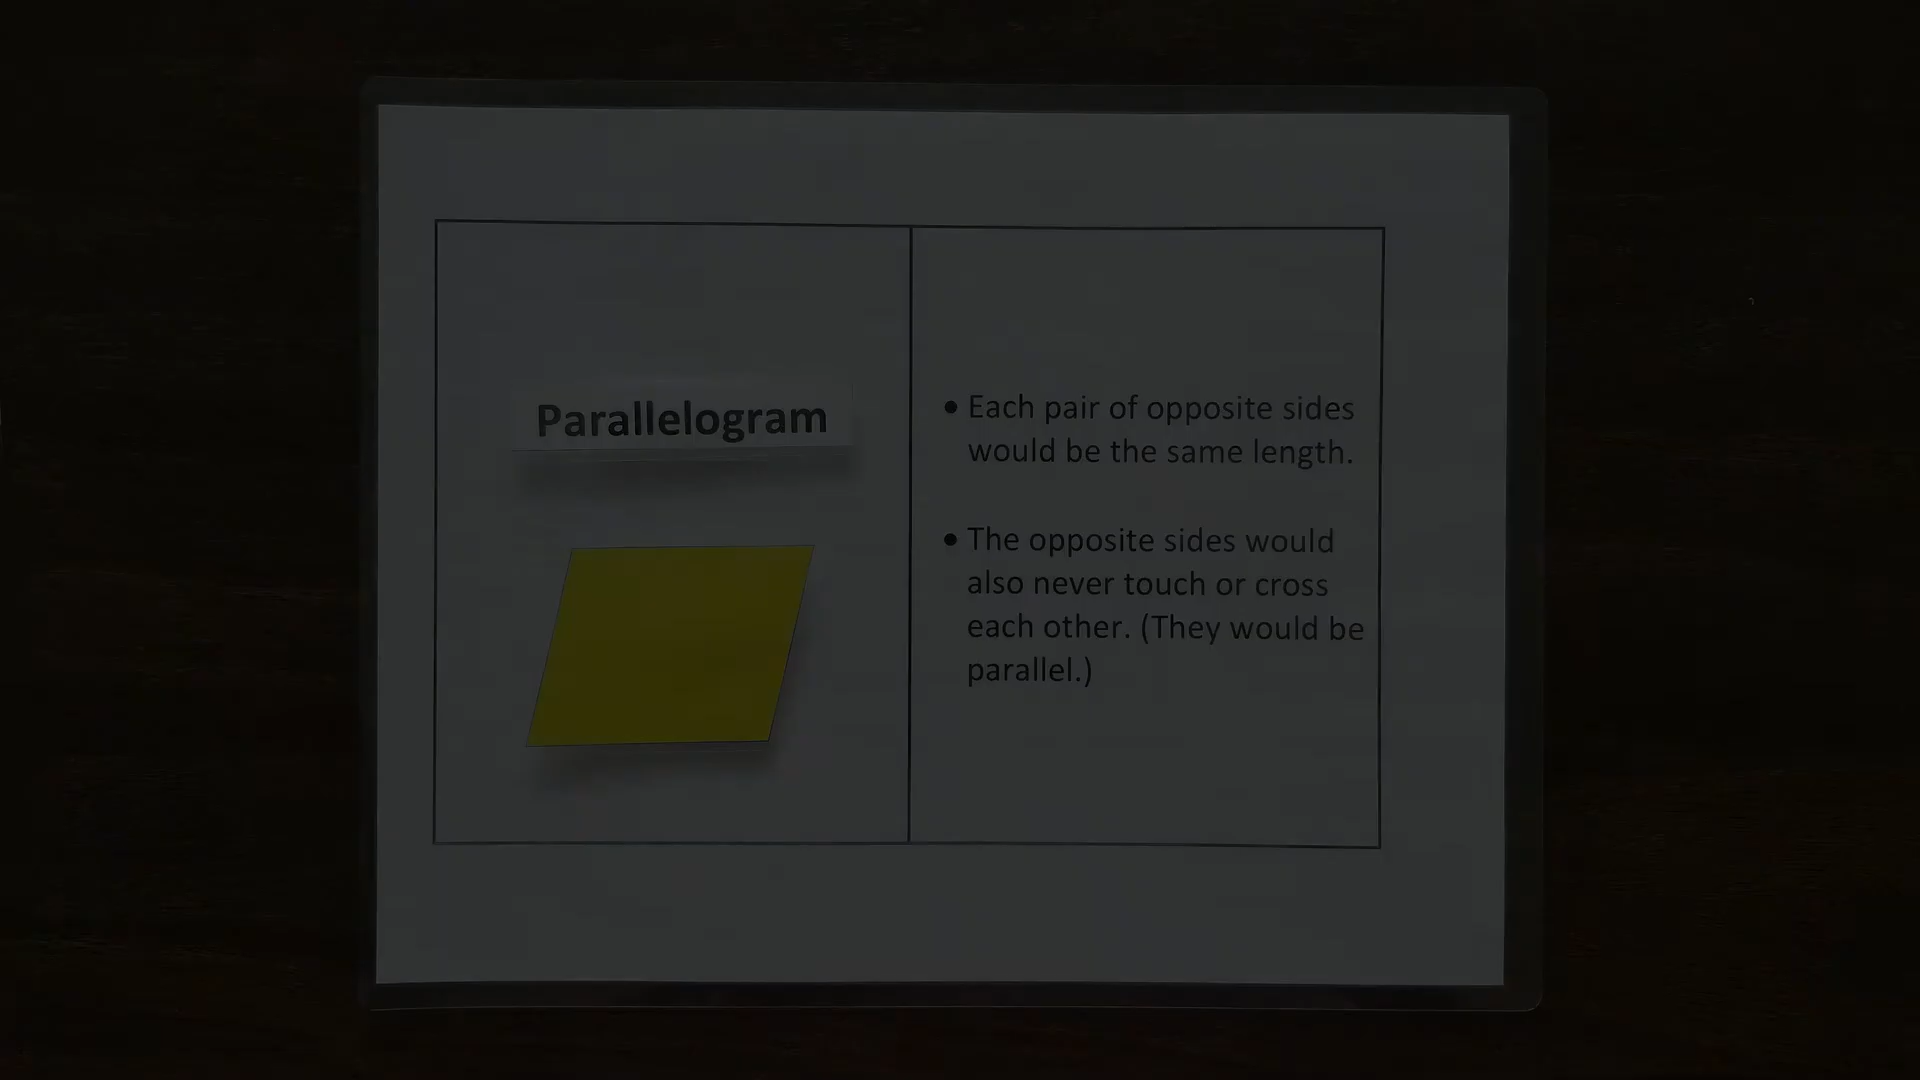 Parallelogram
• Each pair of opposite sides
would be the same length.
• The opposite sides would
also never touch or cross
each other. (They would be
parallel.)